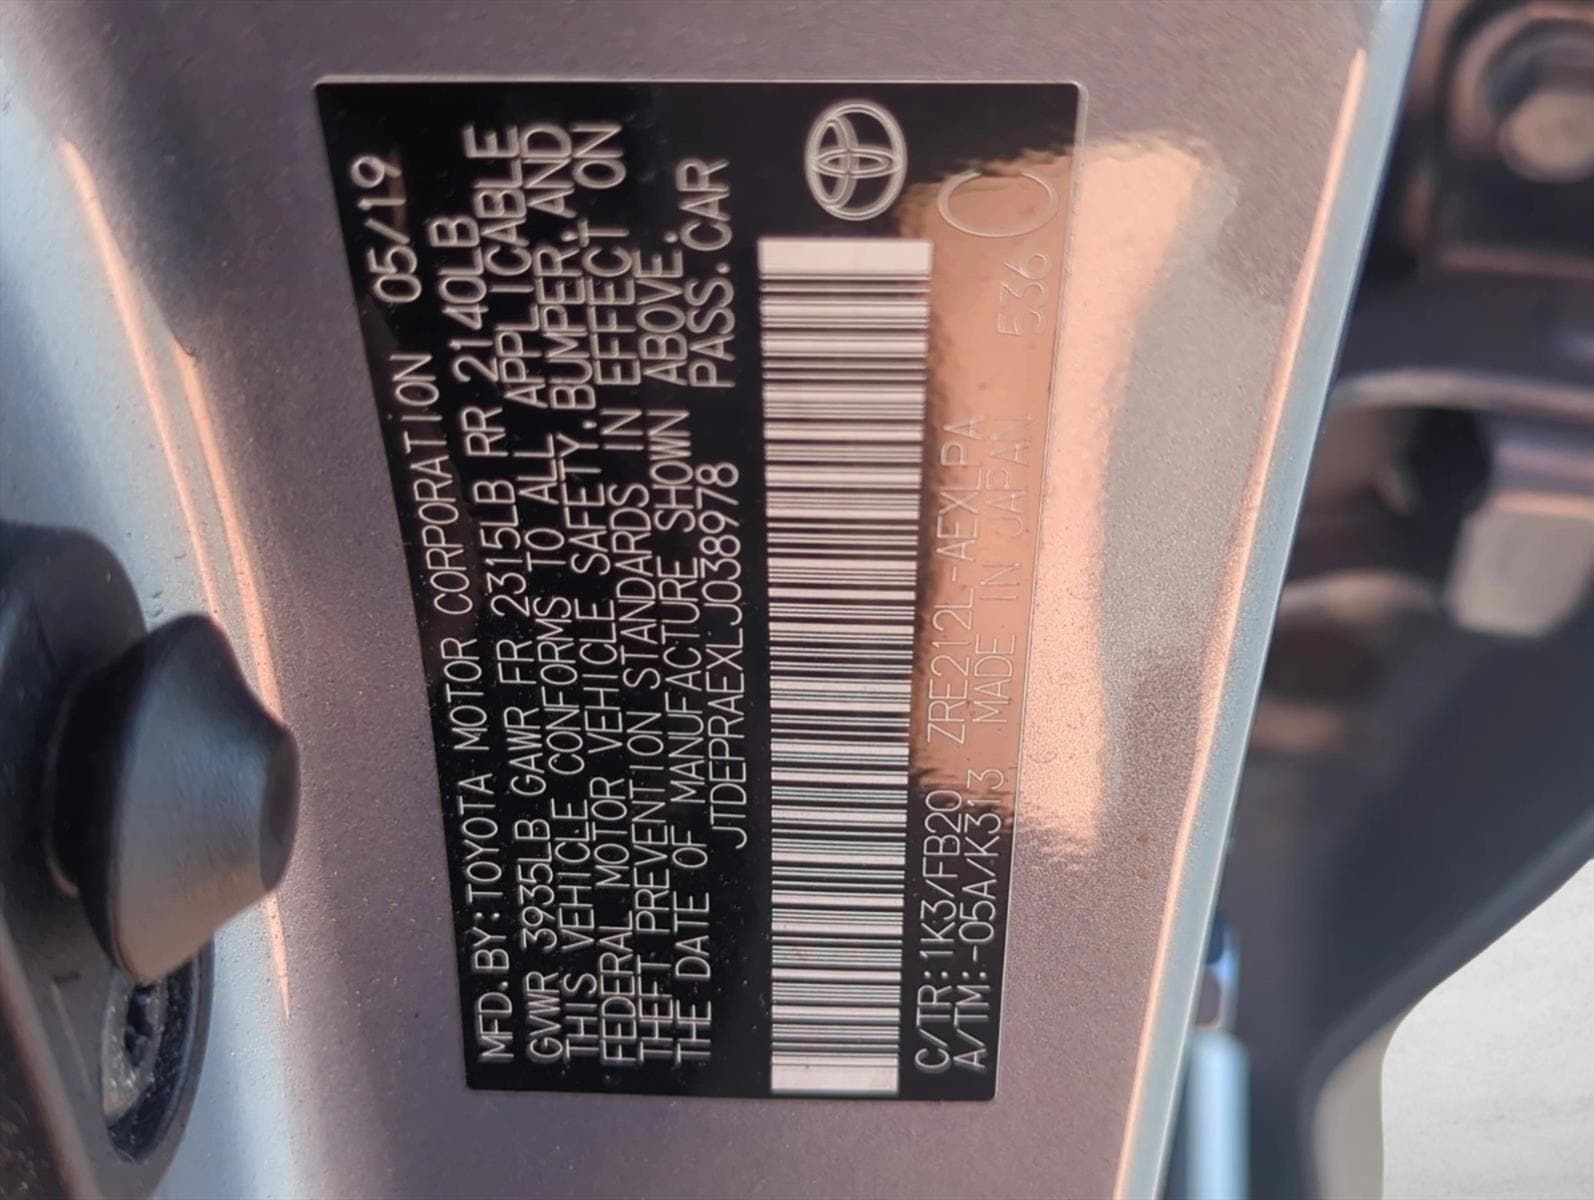 MFD.BY:TOYOTA MOTOR CORPORATION 05/19
GVWR 3935LB GAWR FR 2315LB RR 2140LB
THIS VEHICLE CONFORMS TO ALL APPLICABLE
FEDERAL MOTOR VEHICLE SAFETY.BUMPER.AND
THEFT PREVENTION STANDARDS IN EFFECT ON
THE DATE OF MANUFACTURE SHOWN ABOVE.
JTDEPRAEXLJ038978 PASS.CAR
C/TR:1K3/FB20 ZRE212L-AEXLPA C
A/TM:-05A/K313 MADE IN JAPAN 536